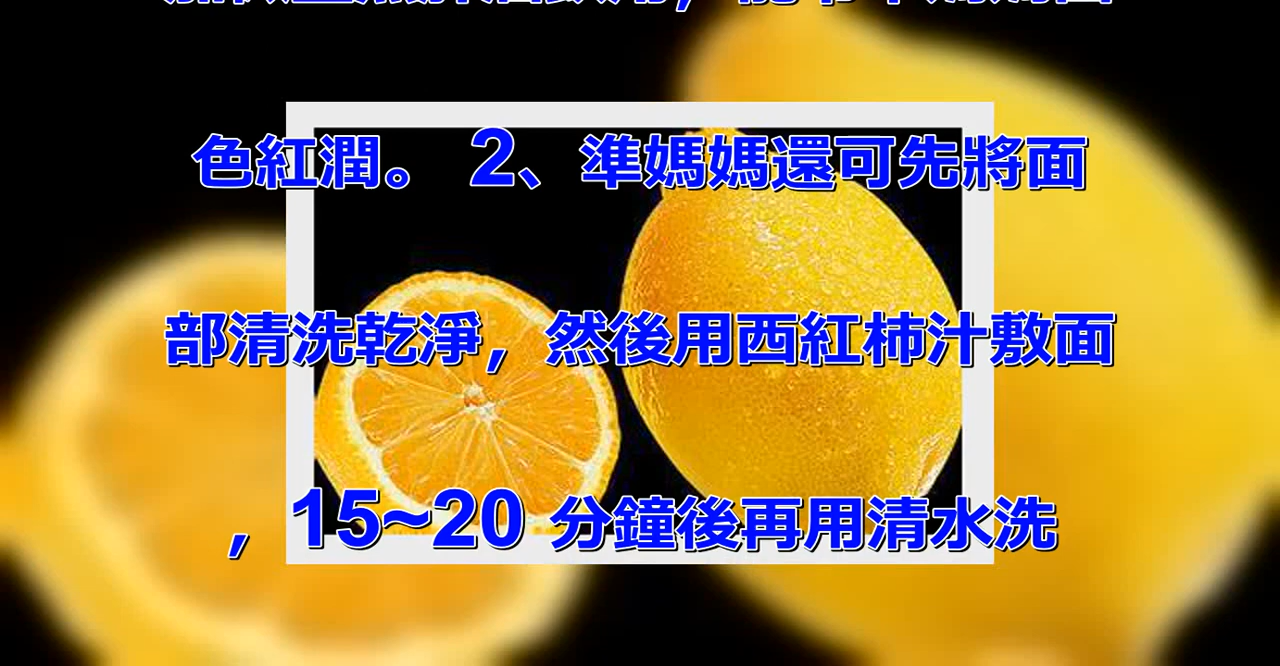 色紅潤。 2、準媽媽還可先將面
部清洗乾淨，然後用西紅柿汁敷面
，15~20 分鐘後再用清水洗